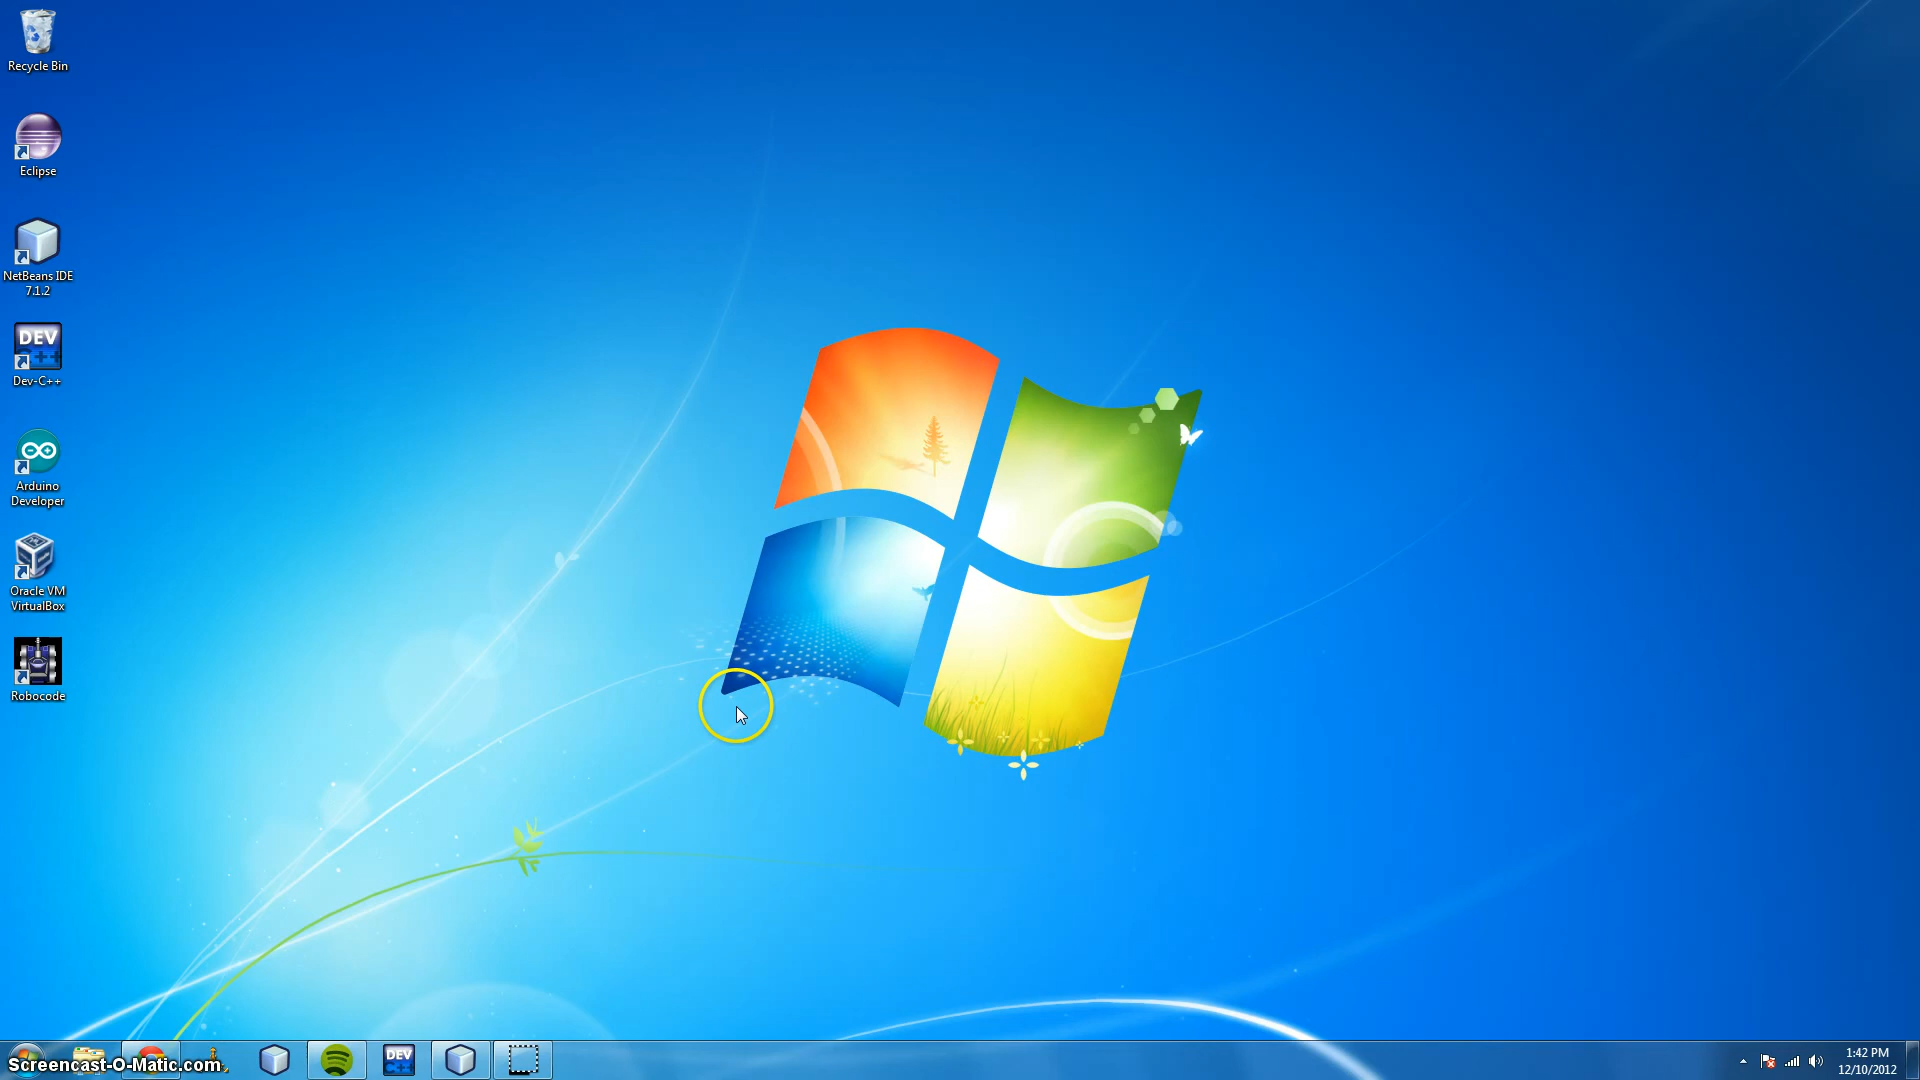 Recycle Bin
Eclipse
NetBeans IDE
7.1.2
DEV
C++
Dev-C++
Arduino
Developer
Oracle VM
VirtualBox
Robocode
Screencast-O-Matic.com
DEV
1:42 PM
12/10/2012